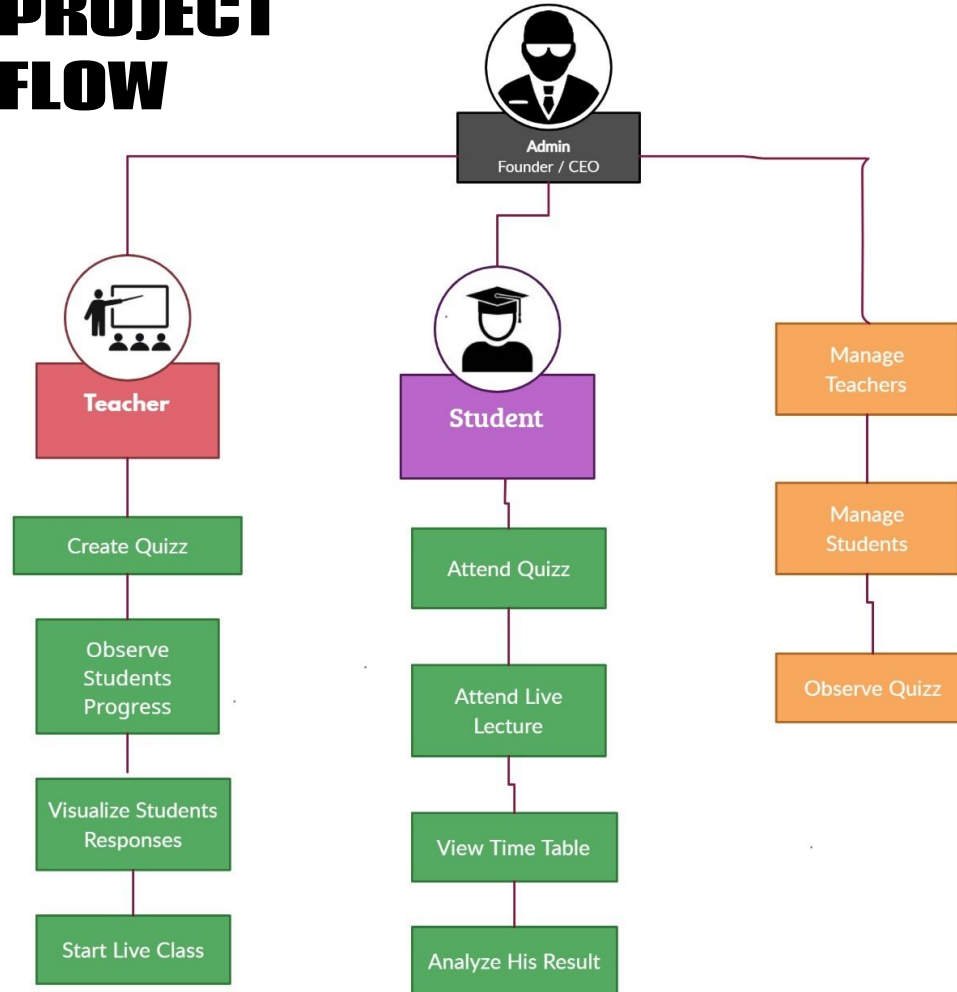 PROJECT
FLOW
Admin
Founder / CEO
Teacher
Create Quizz
Observe
Students
Progress
Visualize Students
Responses
Start Live Class
Student
Attend Quizz
Attend Live
Lecture
View Time Table
Analyze His Result
Manage
Teachers
Manage
Students
Observe Quizz